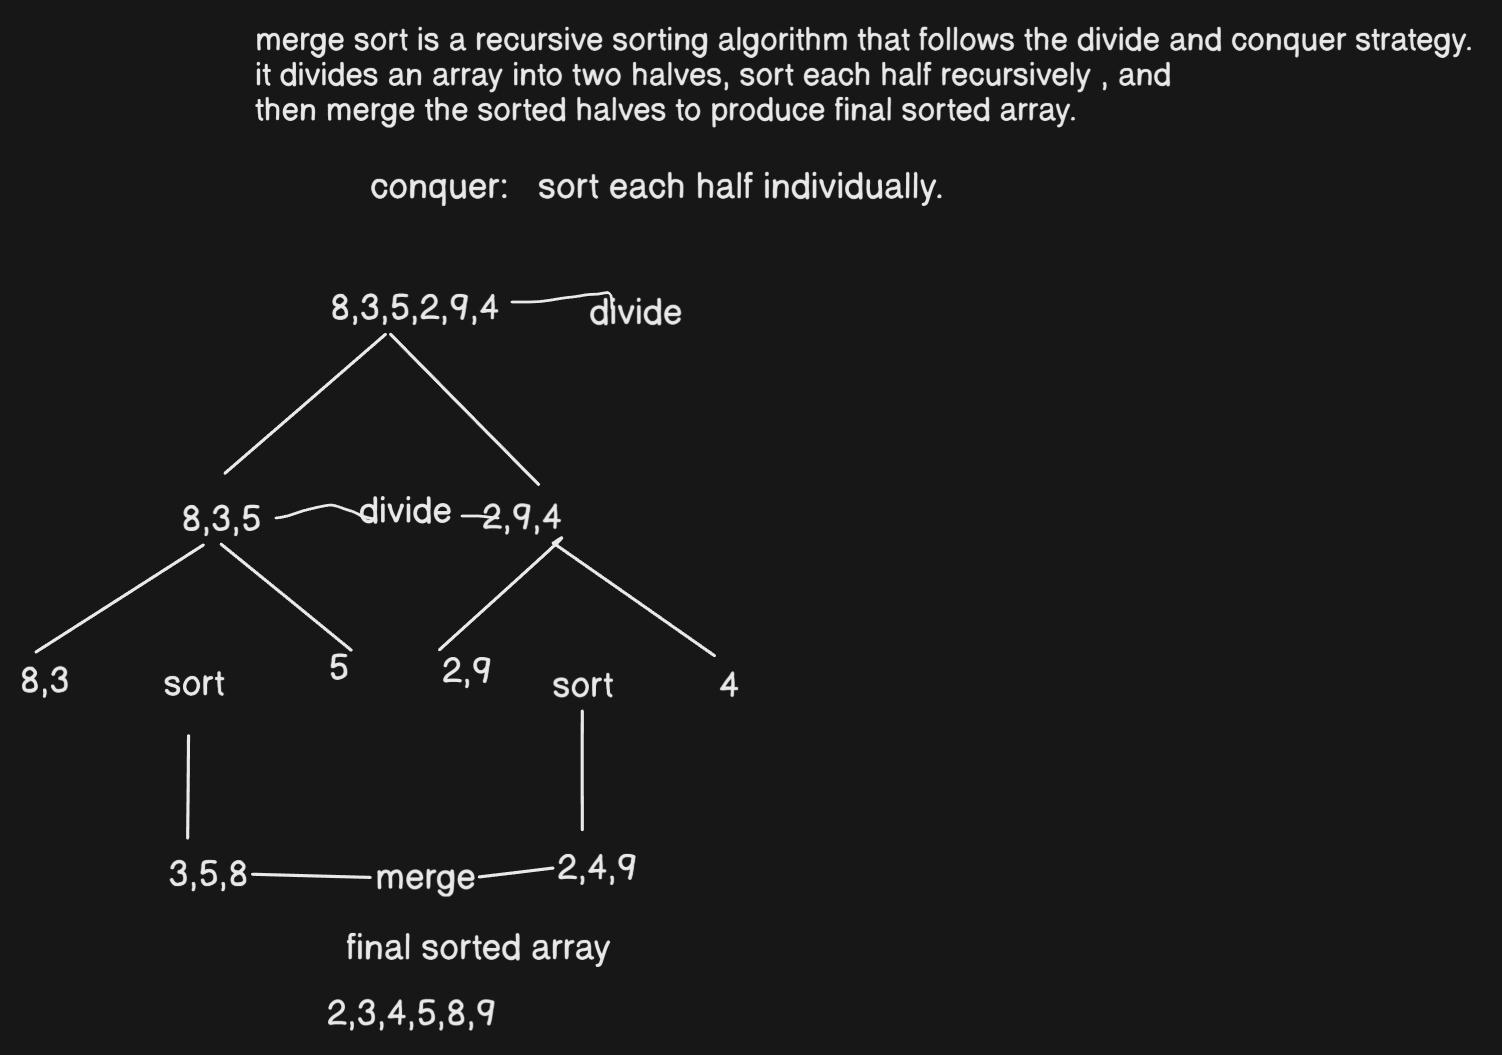 merge sort is a recursive sorting algorithm that follows the divide and conquer strategy.
it divides an array into two halves, sort each half recursively , and
then merge the sorted halves to produce final sorted array.
conquer: sort each half individually.
8,3,5,2,9,4 divide
8,3,5 divide 2,9,4
8,3 sort 5 2,9 sort 4
3,5,8 merge 2,4,9
final sorted array
2,3,4,5,8,9